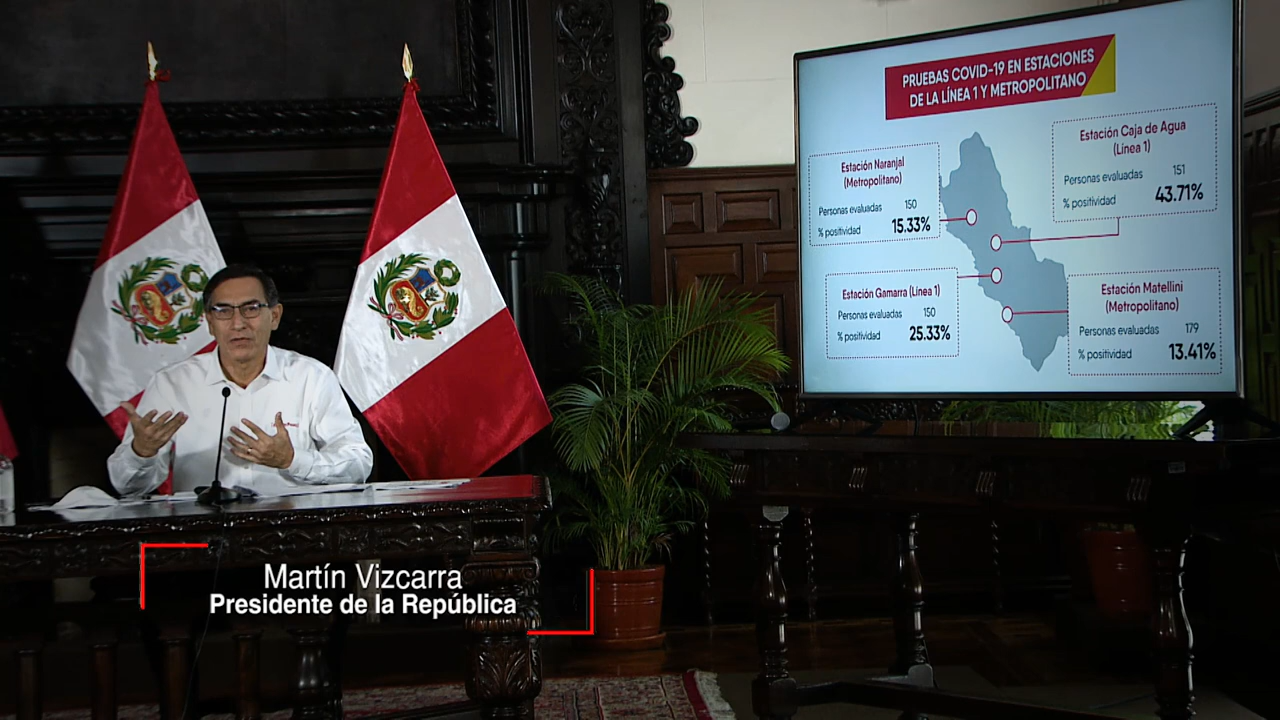 PRUEBAS COVID-19 EN ESTACIONES
DE LA LÍNEA 1 Y METROPOLITANO
Estación Naranjal
(Metropolitano)
Personas evaluadas 150
% positividad 15.33%
Estación Caja de Agua
(Línea 1)
Personas evaluadas 151
% positividad 43.71%
Estación Gamarra (Línea 1)
Personas evaluadas 150
% positividad 25.33%
Estación Matellini
(Metropolitano)
Personas evaluadas 179
% positividad 13.41%
Martín Vizcarra
Presidente de la República